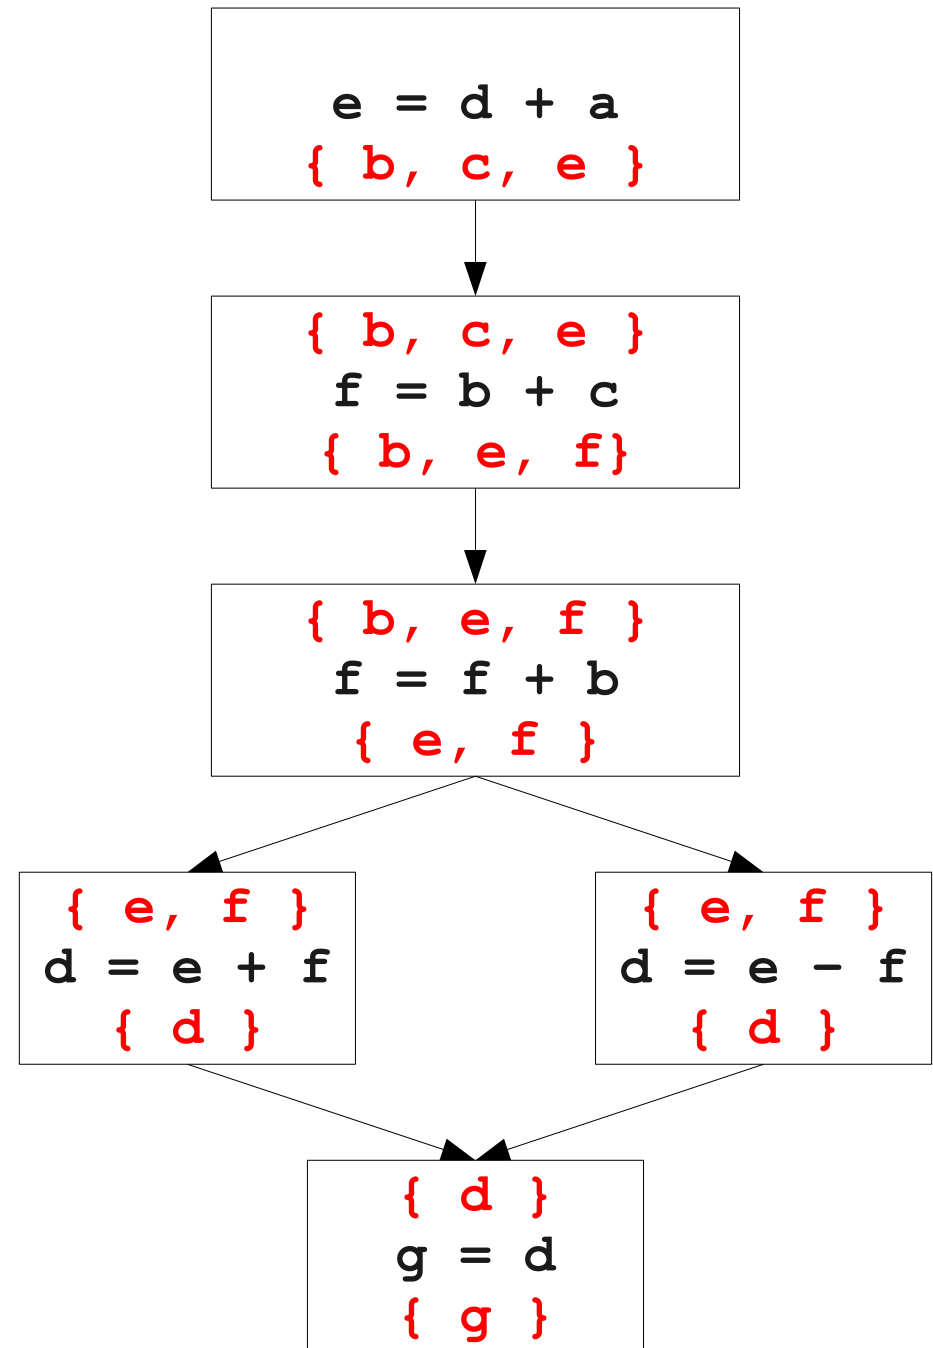 e = d + a
{ b, c, e }
{ b, c, e }
f = b + c
{ b, e, f}
{ b, e, f }
f = f + b
{ e, f }
{ e, f }
d = e + f
{ d }
{ e, f }
d = e - f
{ d }
{ d }
g = d
{ g }